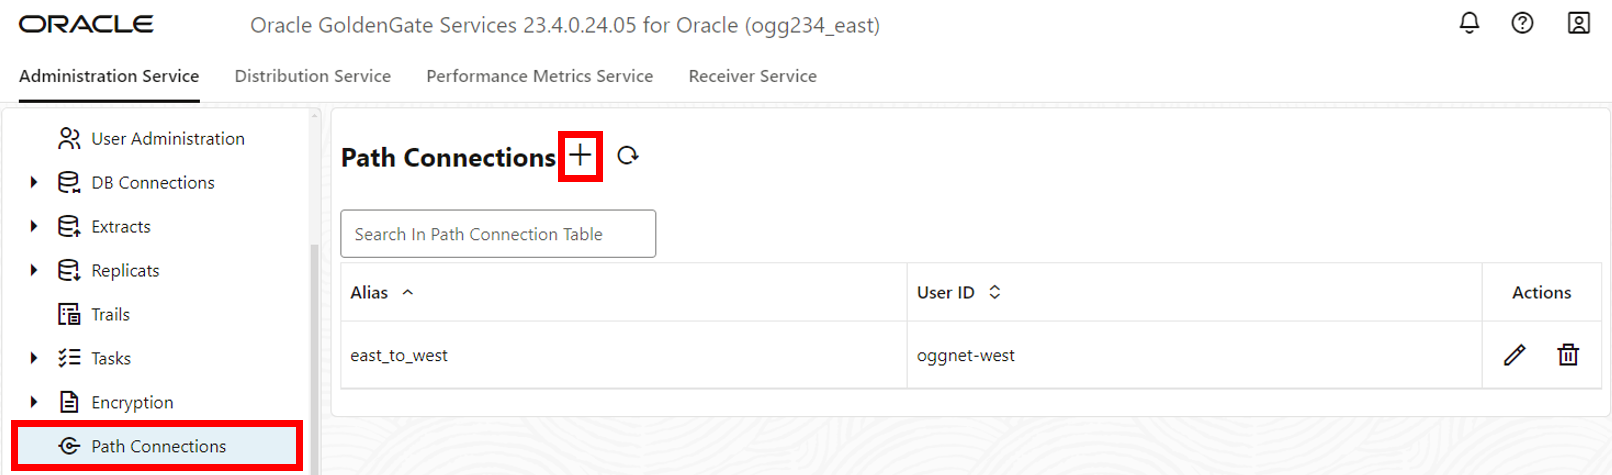 ORACLE Oracle GoldenGate Services 23.4.0.24.05 for Oracle (ogg234_east)
Administration Service Distribution Service Performance Metrics Service Receiver Service
User Administration
DB Connections
Extracts
Replicats
Trails
Tasks
Encryption
Path Connections
Path Connections
Search In Path Connection Table
Alias User ID Actions
east_to_west oggnet-west